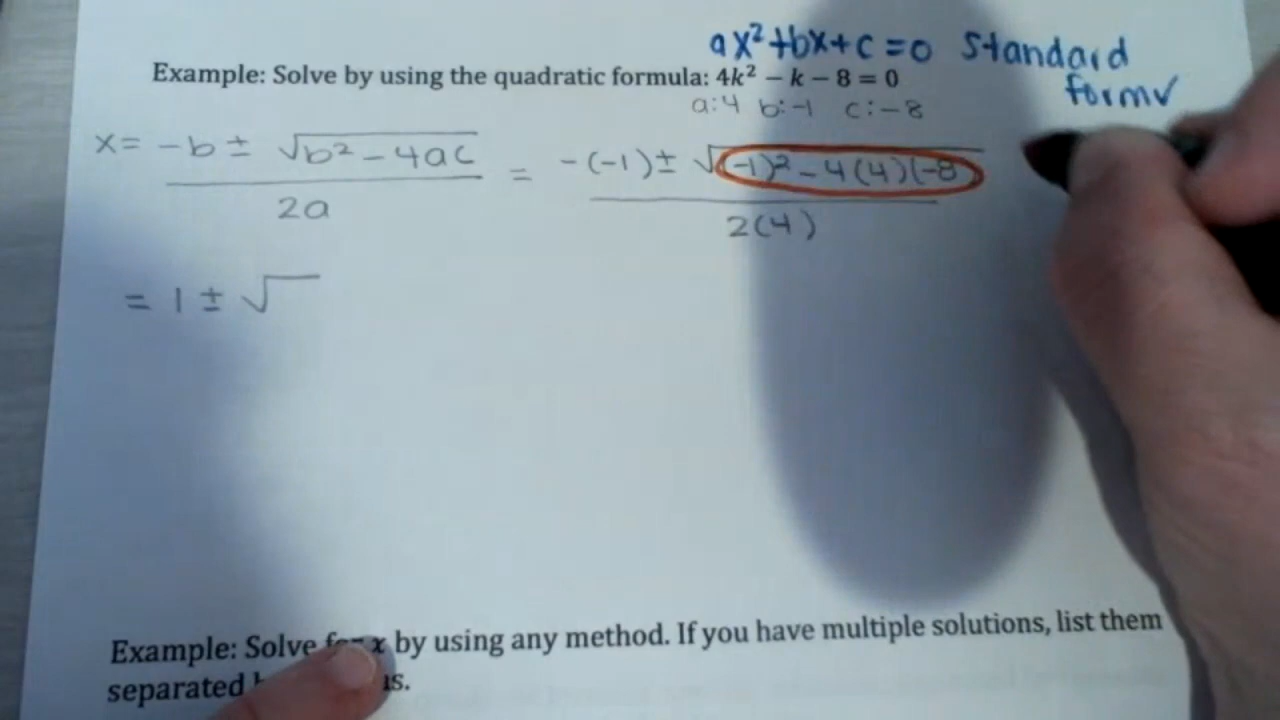 ax²+bx+c=0 Standard
form✓
Example: Solve by using the quadratic formula: 4k² − k − 8 = 0
a:4 b:-1 c:-8
x= -b ± √b² - 4ac / 2a = -(-1) ± √(-1)² - 4(4)(-8 / 2(4)
= 1 ± √
Example: Solve for x by using any method. If you have multiple solutions, list them
separated